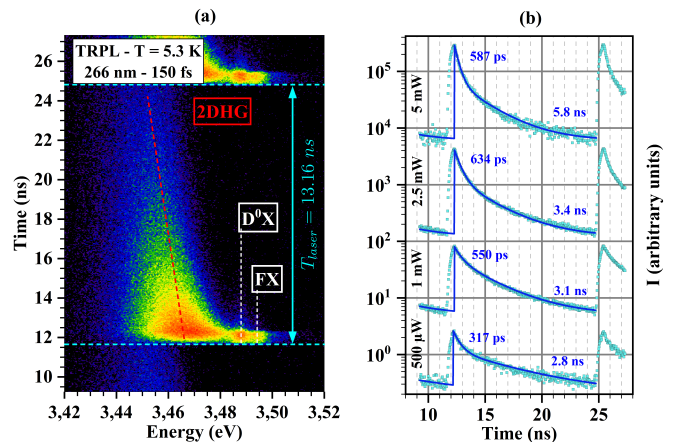 (a)
TRPL - T = 5.3 K
266 nm - 150 fs
2DHG
D⁰X
FX
T_laser = 13.16 ns
Time (ns)
26
24
22
20
18
16
14
12
10
3,42
3,44
3,46
3,48
3,50
3,52
Energy (eV)
(b)
5 mW
2.5 mW
1 mW
500 µW
587 ps
5.8 ns
634 ps
3.4 ns
550 ps
3.1 ns
317 ps
2.8 ns
10⁵
10⁴
10³
10²
10¹
10⁰
I (arbitrary units)
10
15
20
25
Time (ns)